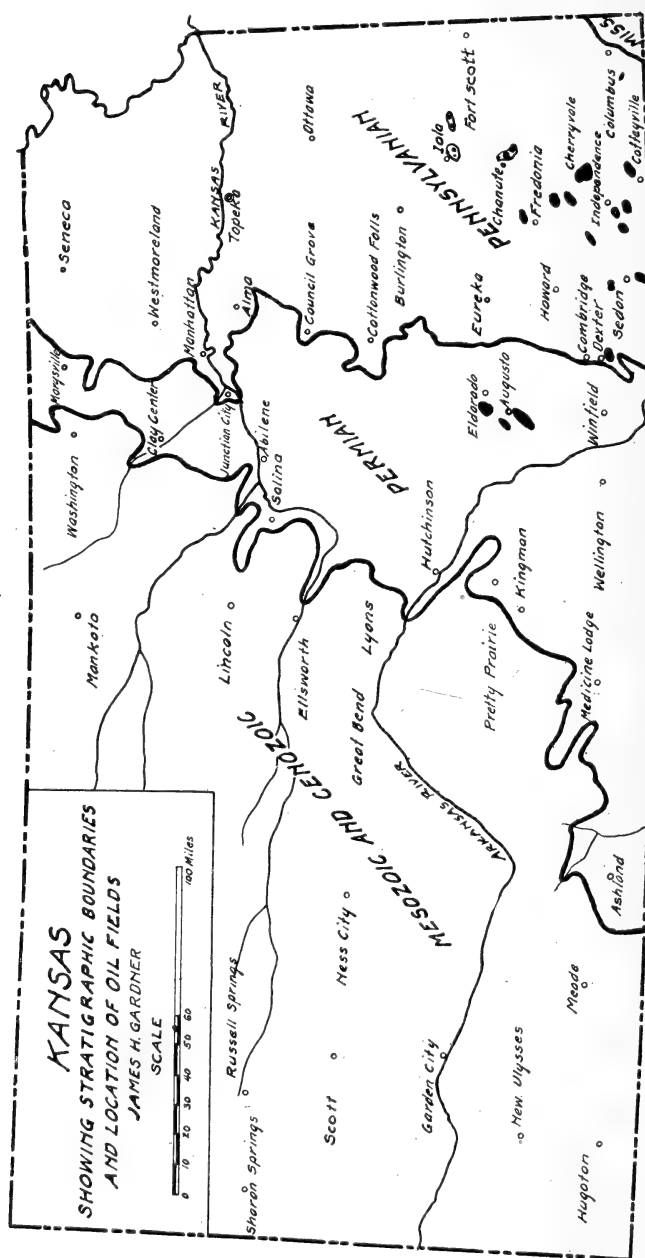 KANSAS
SHOWING STRATIGRAPHIC BOUNDARIES
AND LOCATION OF OIL FIELDS
JAMES H. GARDNER
SCALE
0 10 20 30 40 50 60 100 Miles
Mankato
Washington
Marysville
Seneca
Clay Center
Westmoreland
Manhattan
Junction City
KANSAS RIVER
Topeka
Alma
Abilene
Salina
Lincoln
Ellsworth
Russell Springs
Sharon Springs
Scott
Ness City
Great Bend
Lyons
MESOZOIC AND CENOZOIC
PERMIAN
PENNSYLVANIAN
Council Grove
Ottawa
Cottonwood Falls
Burlington
Iola
Fort Scott
Garden City
ARKANSAS RIVER
Hutchinson
Eldorado
Augusta
Eureka
Chanute
Howard
Fredonia
New Ulysses
Pretty Prairie
Kingman
Cherryvale
Hugoton
Meade
Ashland
Medicine Lodge
Wellington
Winfield
Cambridge
Dexter
Sedan
Independence
Columbus
Coffeyville
MISS